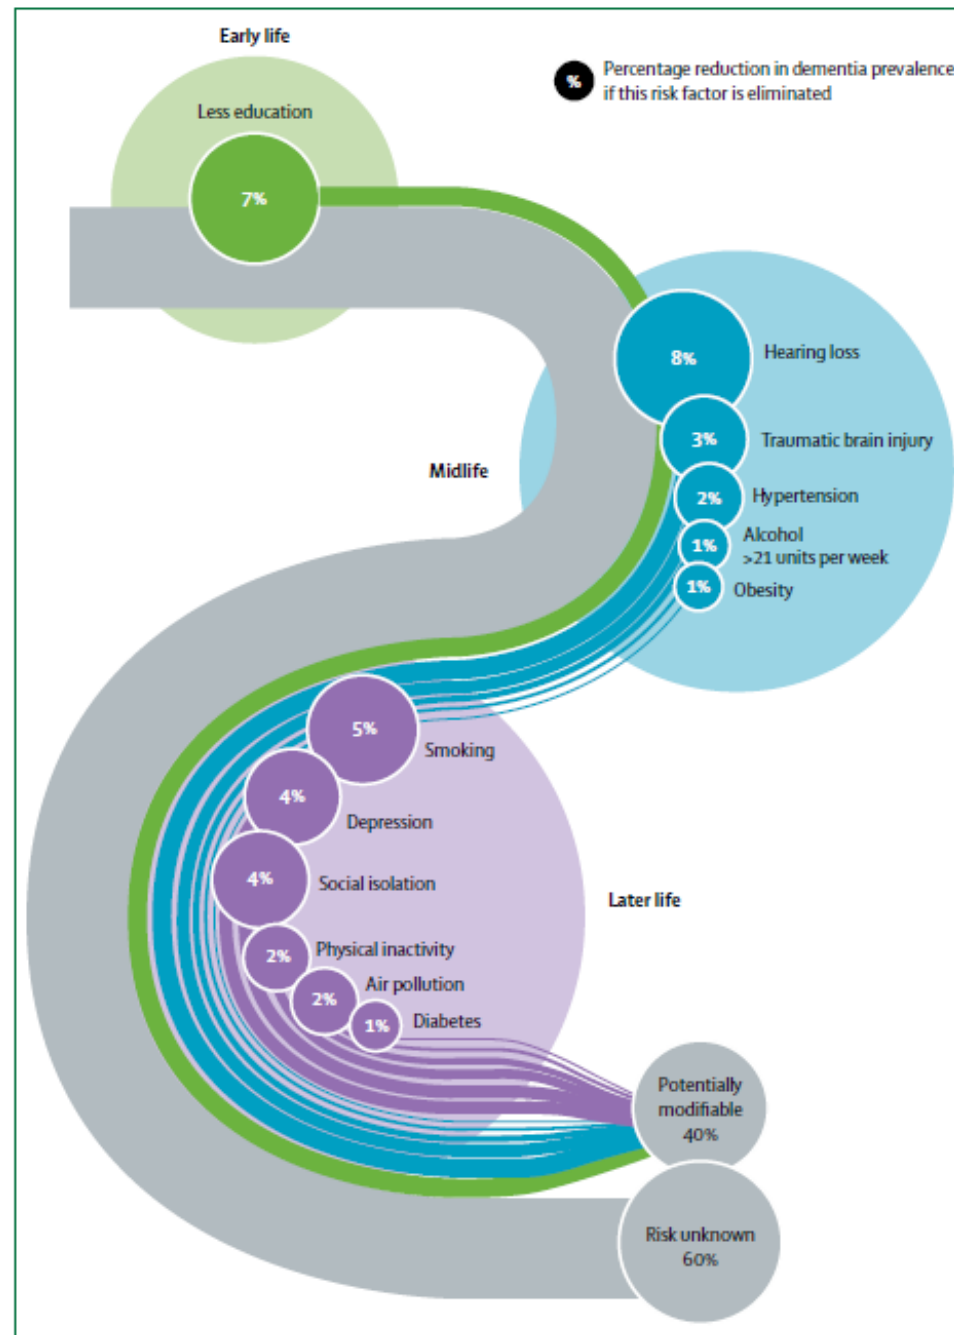 Early life
Percentage reduction in dementia prevalence
if this risk factor is eliminated
%
Less education
7%
8%
Hearing loss
3%
Traumatic brain injury
Midlife
2%
Hypertension
1%
Alcohol
>21 units per week
1%
Obesity
5%
Smoking
4%
Depression
4%
Social isolation
Later life
2%
Physical inactivity
2%
Air pollution
1%
Diabetes
Potentially
modifiable
40%
Risk unknown
60%